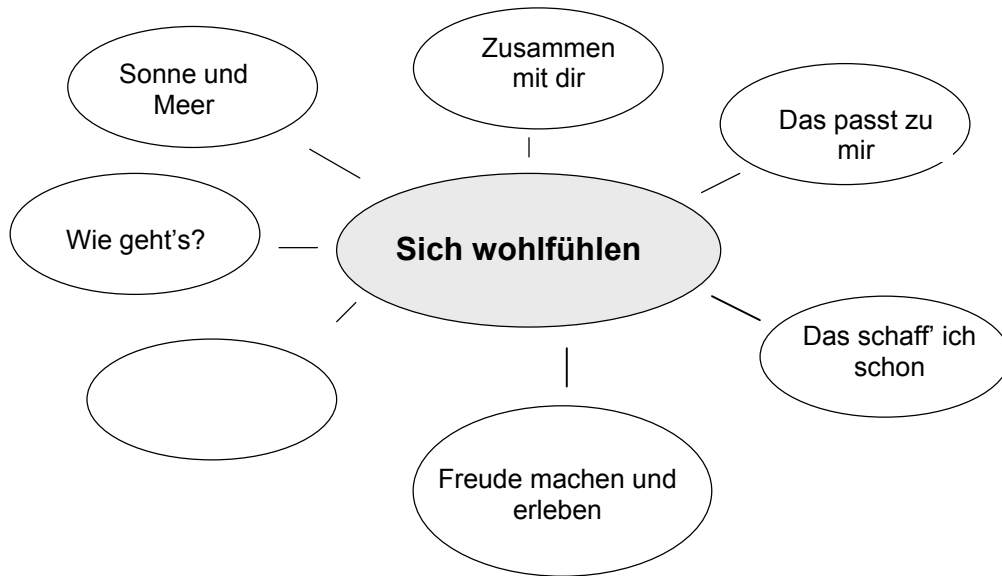 Zusammen
mit dir
Sonne und
Meer
Das passt zu
mir
Wie geht's?
Sich wohlfühlen
Das schaff' ich
schon
Freude machen und
erleben